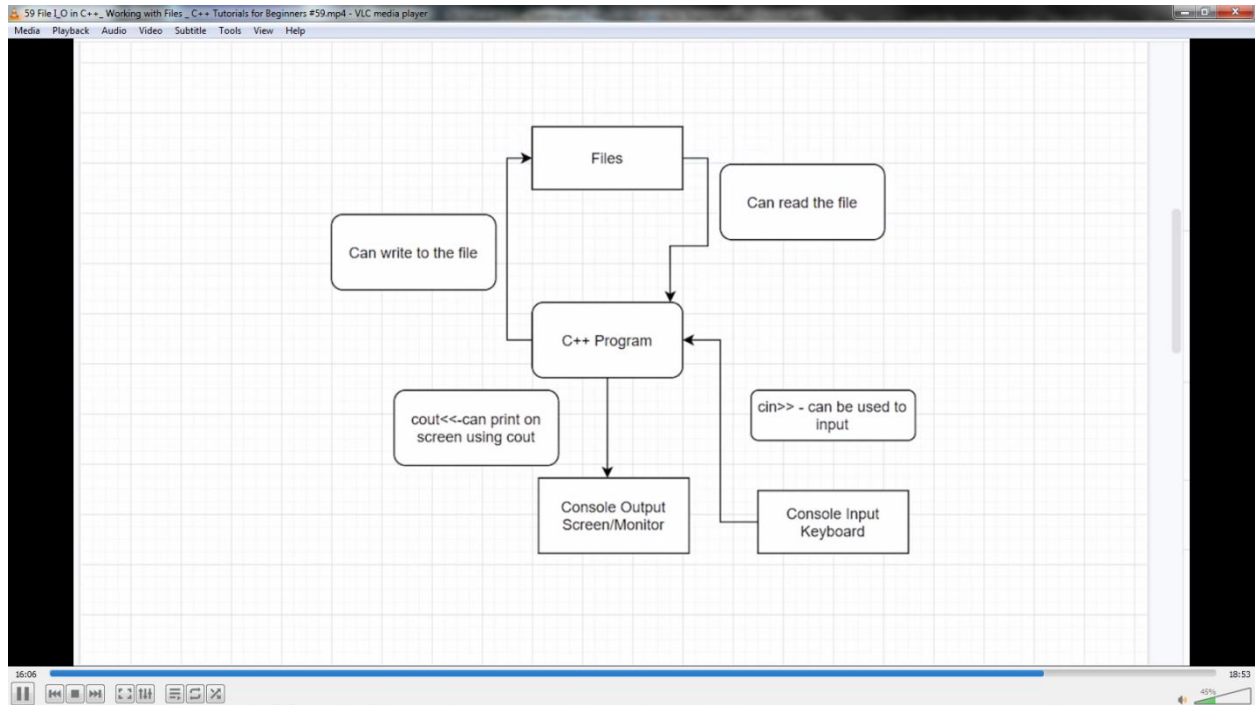 59 File I_O in C++_ Working with Files _ C++ Tutorials for Beginners #59.mp4 - VLC media player
Media Playback Audio Video Subtitle Tools View Help
Files
Can read the file
Can write to the file
C++ Program
cout<<-can print on
screen using cout
cin>> - can be used to
input
Console Output
Screen/Monitor
Console Input
Keyboard
16:06
18:53
45%